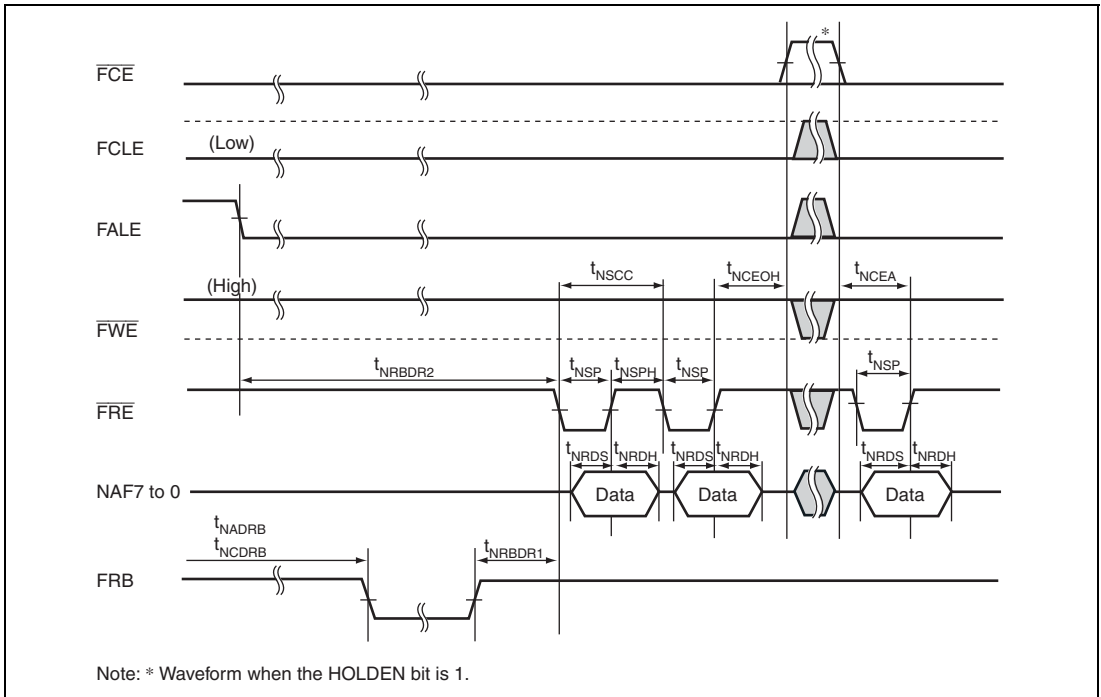 *
FCE
FCLE (Low)
FALE
tNSCC tNCEOH tNCEA
(High)
FWE
tNRBDR2 tNSP tNSPH tNSP tNSP
FRE
tNRDS tNRDH tNRDS tNRDH tNRDS tNRDH
NAF7 to 0 Data Data Data
tNADRB
tNCDRB tNRBDR1
FRB
Note: * Waveform when the HOLDEN bit is 1.